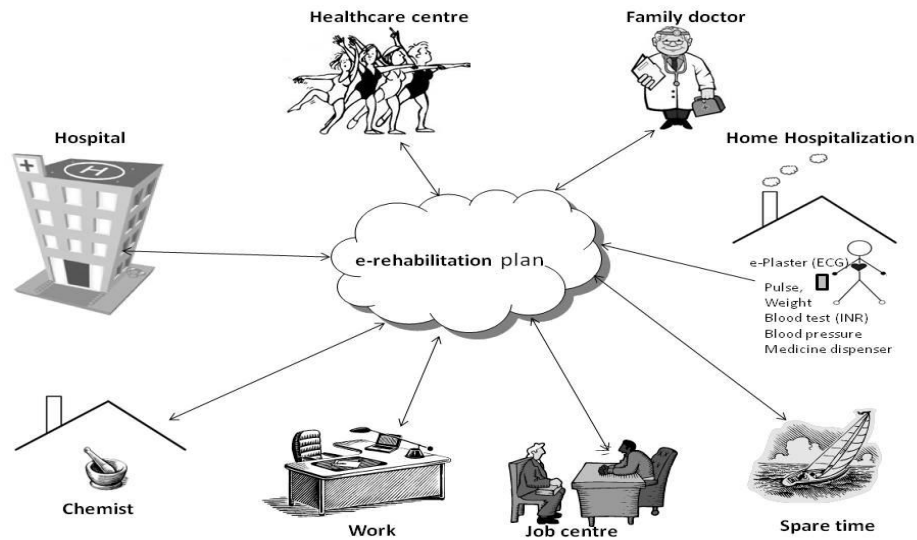 Healthcare centre
Family doctor
Hospital
Home Hospitalization
H
e-rehabilitation plan
e-Plaster (ECG)
Pulse,
Weight
Blood test (INR)
Blood pressure
Medicine dispenser
Chemist
Work
Job centre
Spare time